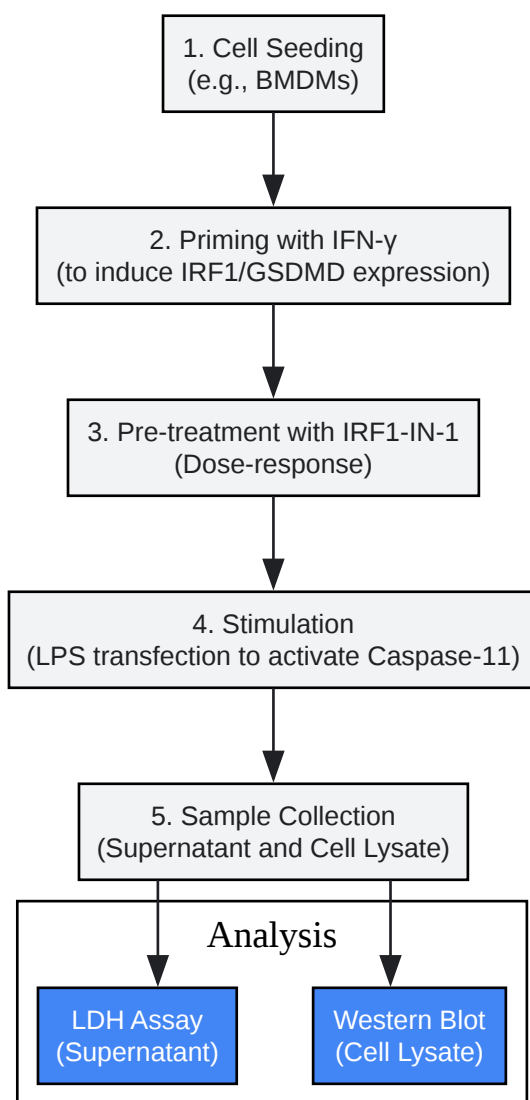 1. Cell Seeding
(e.g., BMDMs)
2. Priming with IFN-γ
(to induce IRF1/GSDMD expression)
3. Pre-treatment with IRF1-IN-1
(Dose-response)
4. Stimulation
(LPS transfection to activate Caspase-11)
5. Sample Collection
(Supernatant and Cell Lysate)
Analysis
LDH Assay
(Supernatant)
Western Blot
(Cell Lysate)